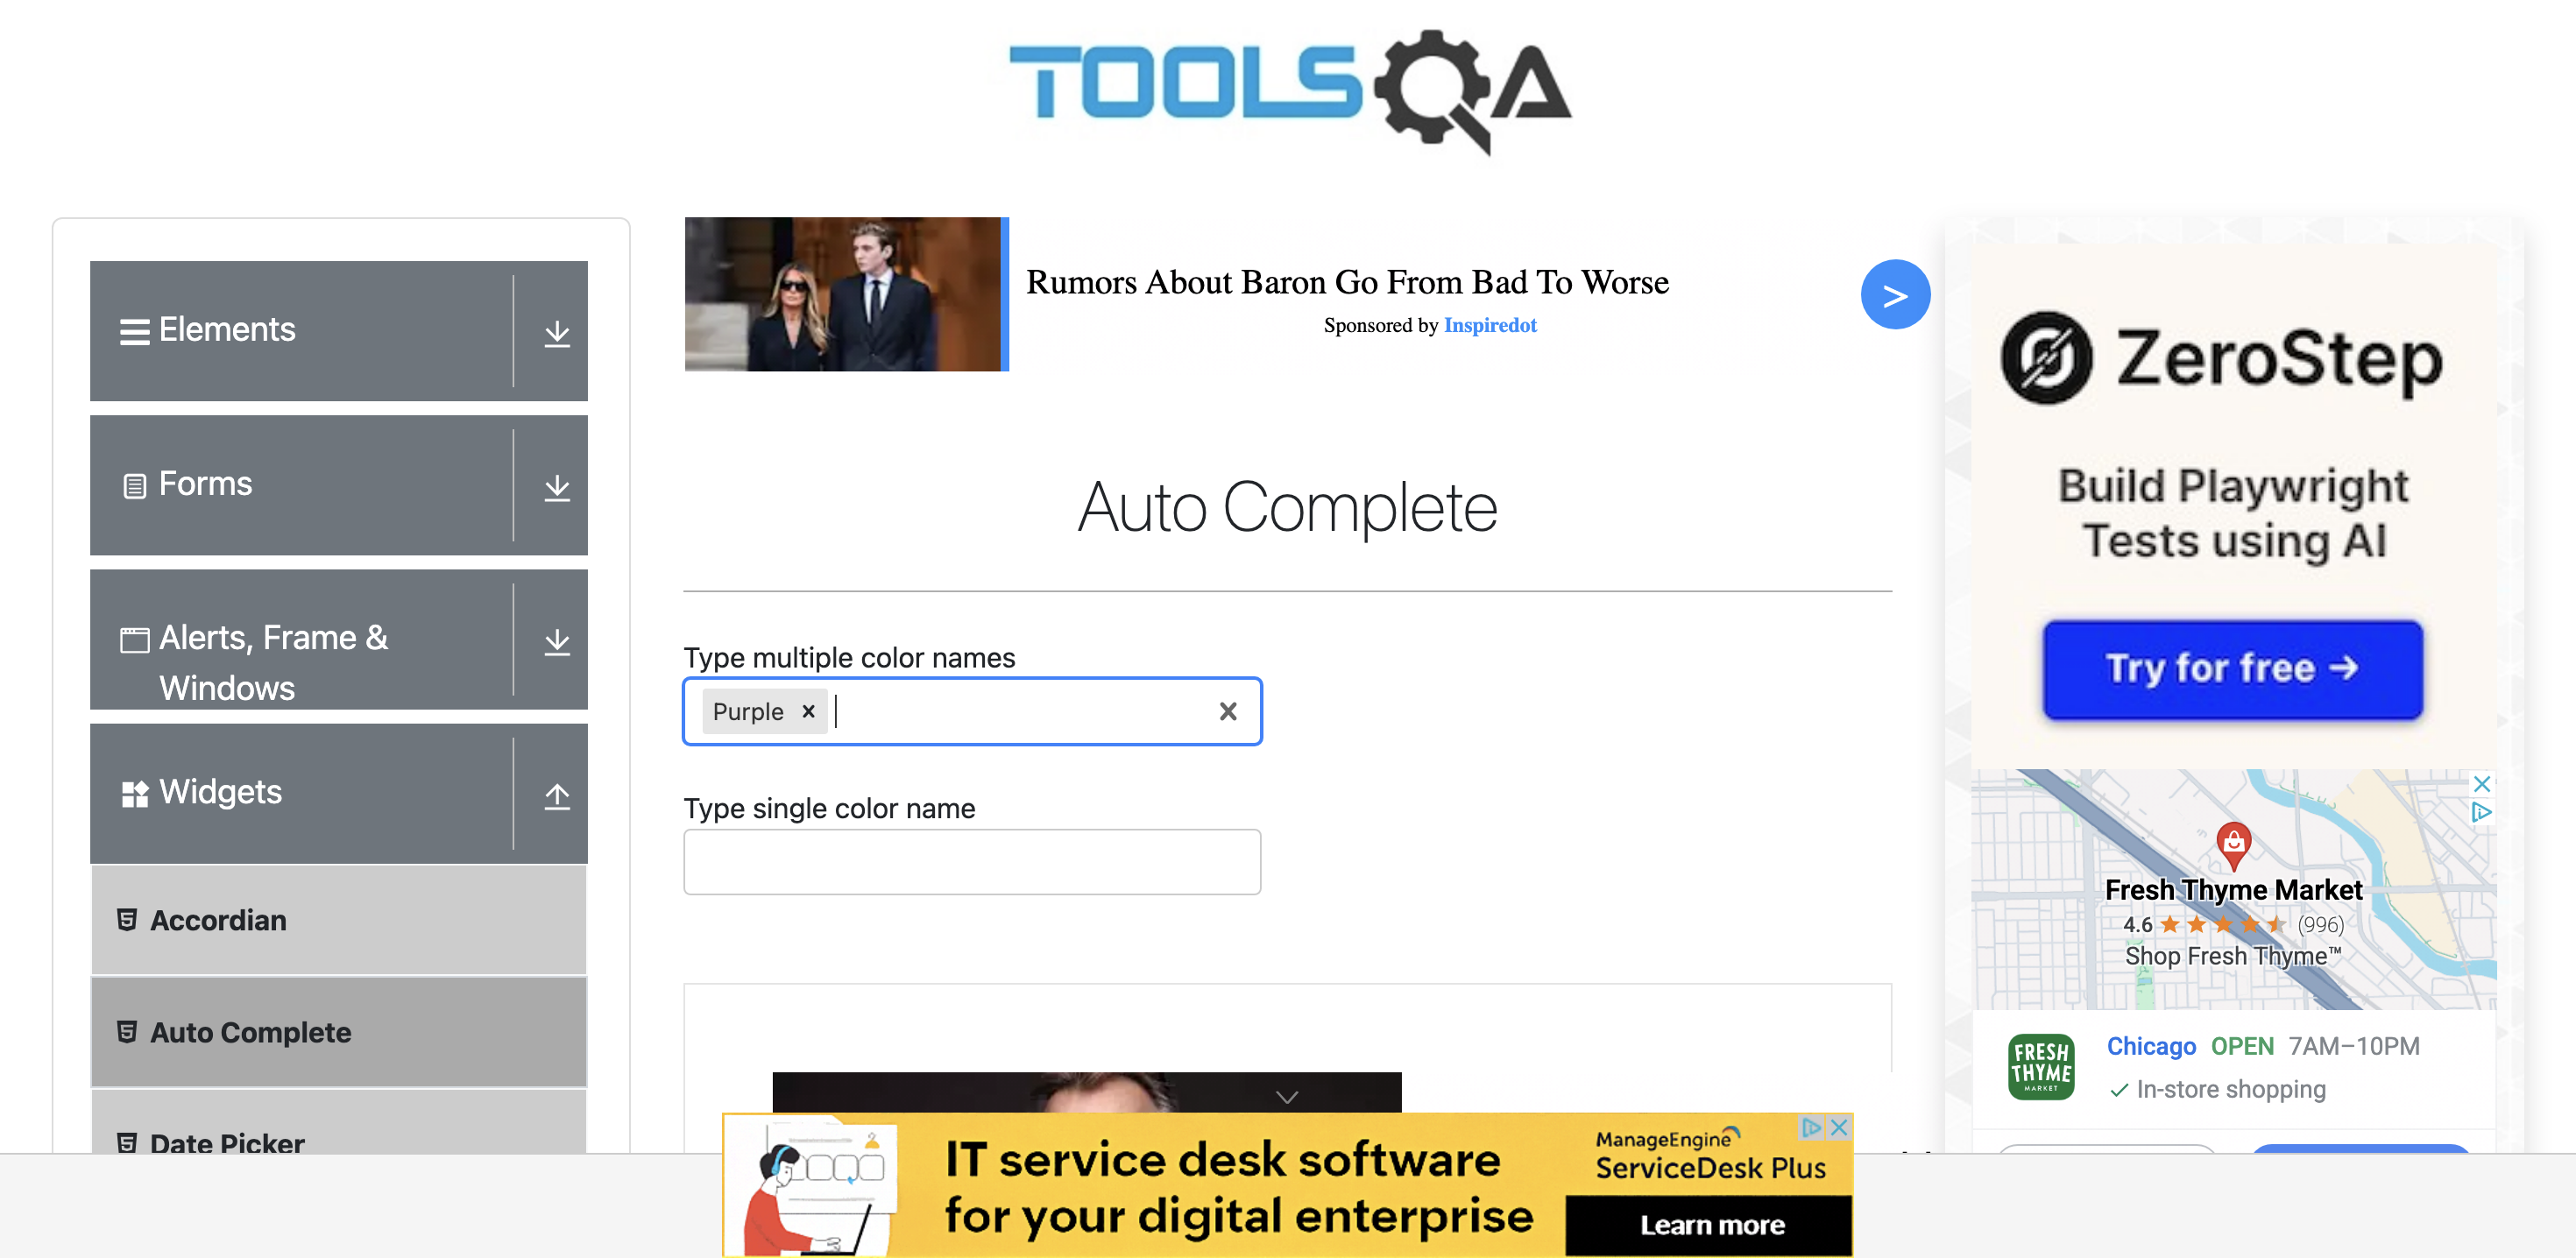 TOOLSQA
Elements
Forms
Alerts, Frame &
Windows
Widgets
Accordian
Auto Complete
Date Picker
Rumors About Baron Go From Bad To Worse
Sponsored by Inspiredot
>
Auto Complete
Type multiple color names
Purple
Type single color name
ZeroStep
Build Playwright
Tests using AI
Try for free →
Fresh Thyme Market
4.6 (996)
Shop Fresh Thyme™
FRESH
THYME
MARKET
Chicago OPEN 7AM–10PM
In-store shopping
IT service desk software
for your digital enterprise
ManageEngine
ServiceDesk Plus
Learn more